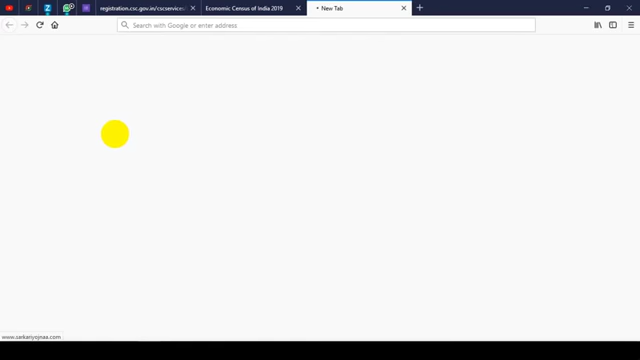 registration.csc.gov.in/cscservices
Economic Census of India 2019
New Tab
Search with Google or enter address
www.sarkariyojnaa.com